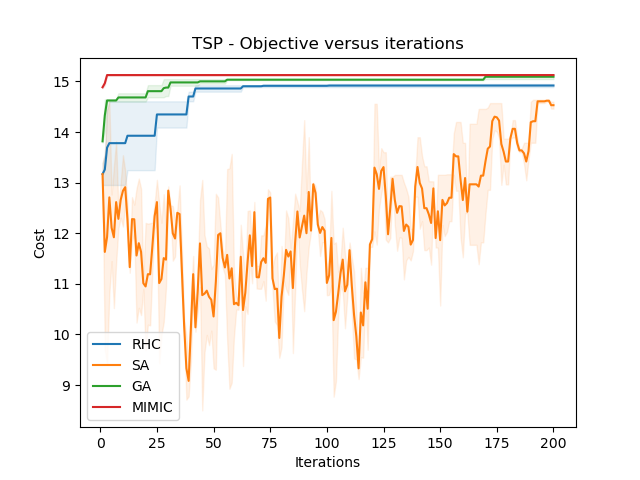 TSP - Objective versus iterations
15
14
13
12
11
10
9
Cost
RHC
SA
GA
MIMIC
0 25 50 75 100 125 150 175 200
Iterations